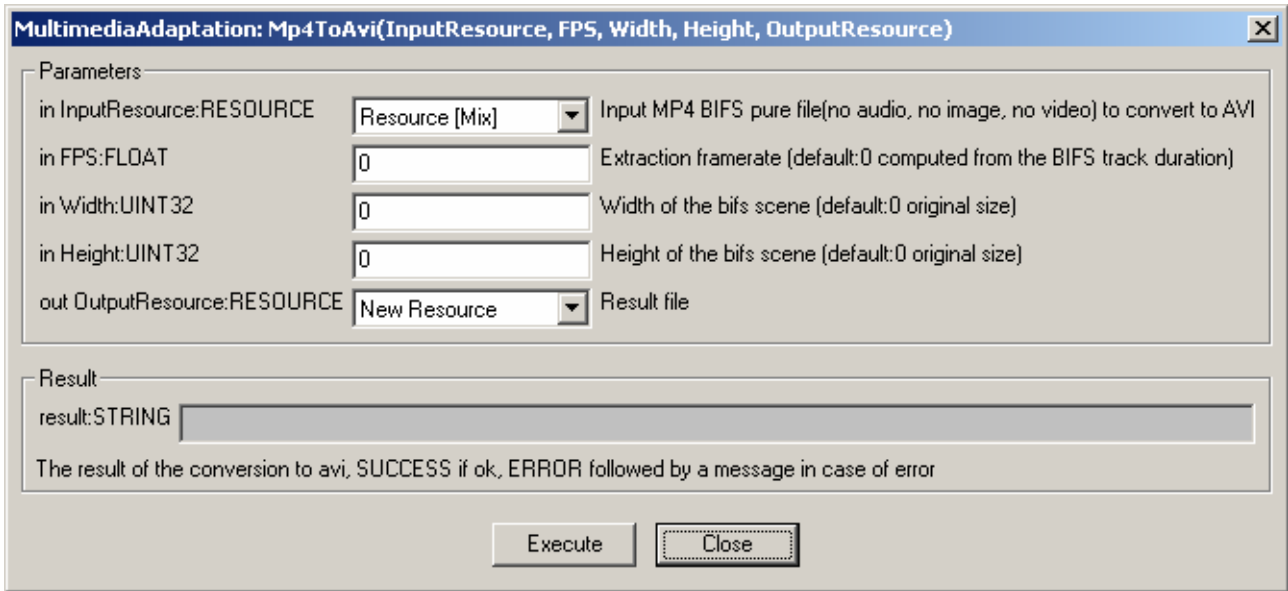 MultimediaAdaptation: Mp4ToAvi(InputResource, FPS, Width, Height, OutputResource)
Parameters
in InputResource:RESOURCE Resource [Mix] Input MP4 BIFS pure file(no audio, no image, no video) to convert to AVI
in FPS:FLOAT 0 Extraction framerate (default:0 computed from the BIFS track duration)
in Width:UINT32 0 Width of the bifs scene (default:0 original size)
in Height:UINT32 0 Height of the bifs scene (default:0 original size)
out OutputResource:RESOURCE New Resource Result file
Result
result:STRING
The result of the conversion to avi, SUCCESS if ok, ERROR followed by a message in case of error
Execute Close